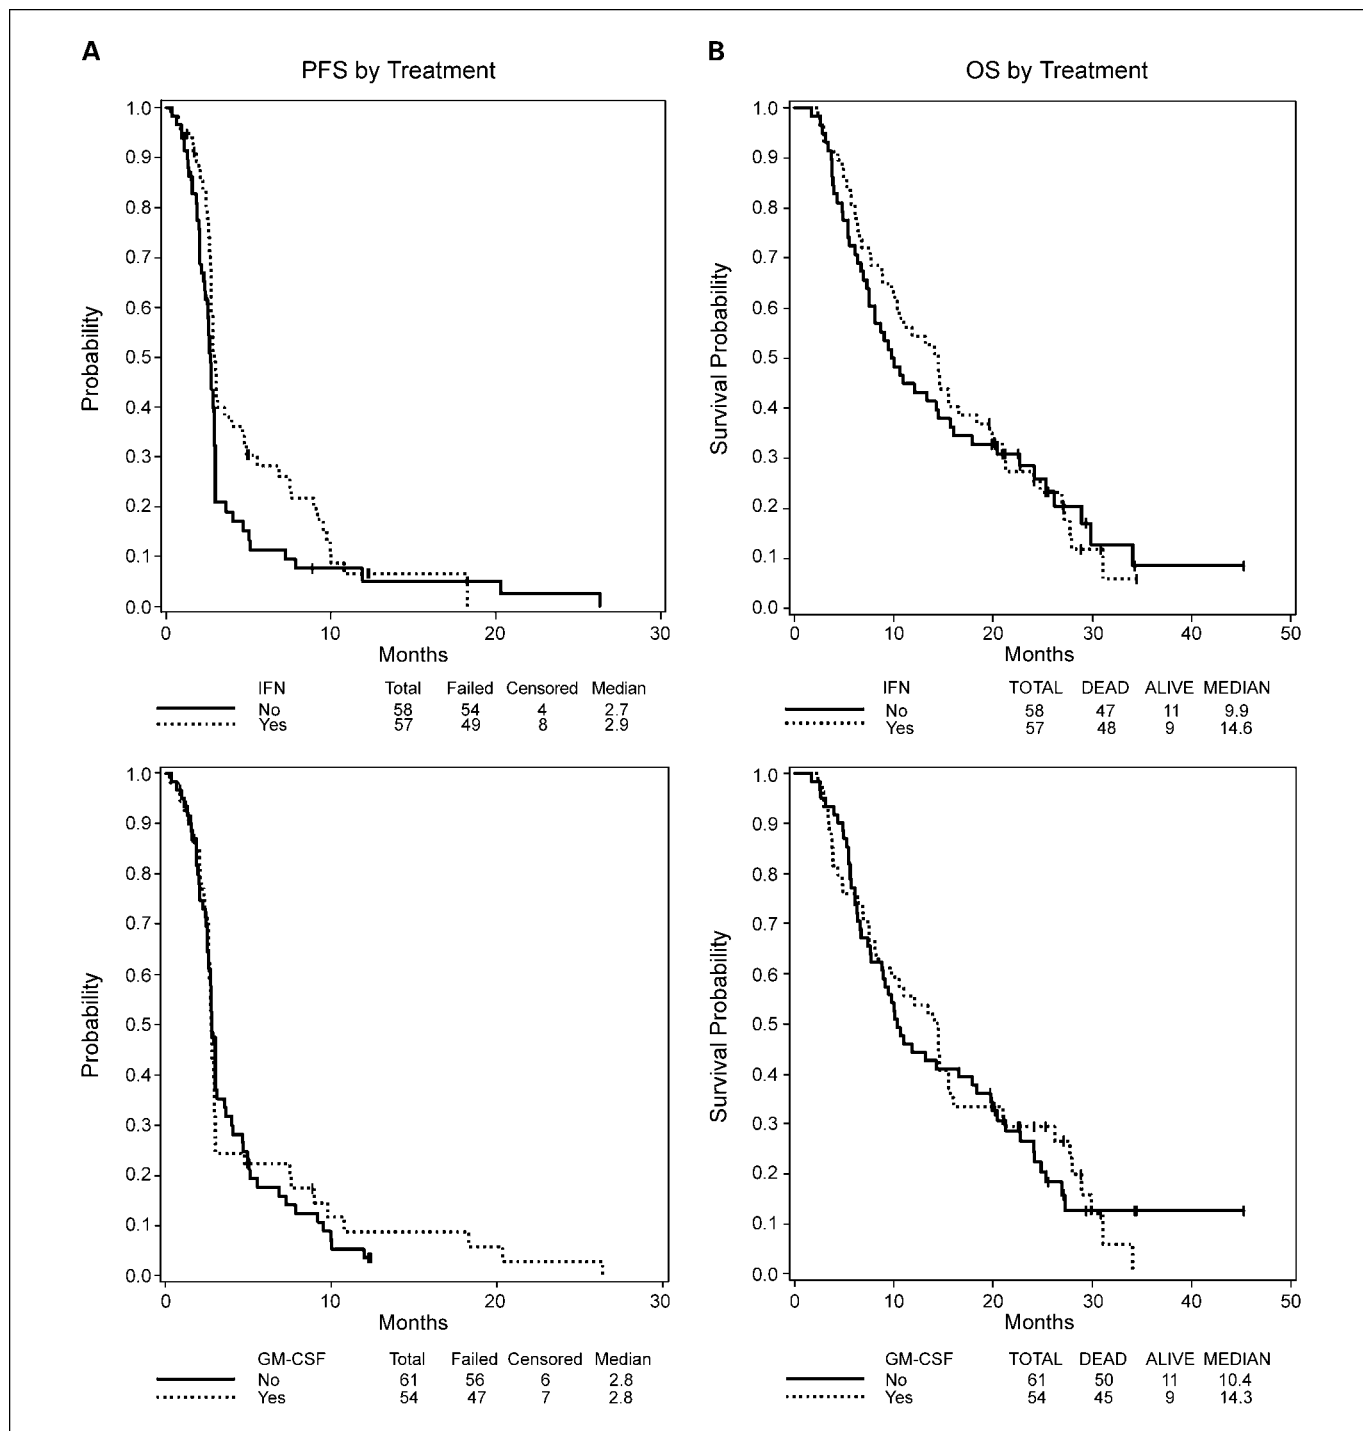 A
PFS by Treatment
Probability
1.0
0.9
0.8
0.7
0.6
0.5
0.4
0.3
0.2
0.1
0.0
0 10 20 30
Months
IFN Total Failed Censored Median
No 58 54 4 2.7
Yes 57 49 8 2.9
B
OS by Treatment
Survival Probability
1.0
0.9
0.8
0.7
0.6
0.5
0.4
0.3
0.2
0.1
0.0
0 10 20 30 40 50
Months
IFN TOTAL DEAD ALIVE MEDIAN
No 58 47 11 9.9
Yes 57 48 9 14.6
Probability
1.0
0.9
0.8
0.7
0.6
0.5
0.4
0.3
0.2
0.1
0.0
0 10 20 30
Months
GM-CSF Total Failed Censored Median
No 61 56 6 2.8
Yes 54 47 7 2.8
Survival Probability
1.0
0.9
0.8
0.7
0.6
0.5
0.4
0.3
0.2
0.1
0.0
0 10 20 30 40 50
Months
GM-CSF TOTAL DEAD ALIVE MEDIAN
No 61 50 11 10.4
Yes 54 45 9 14.3